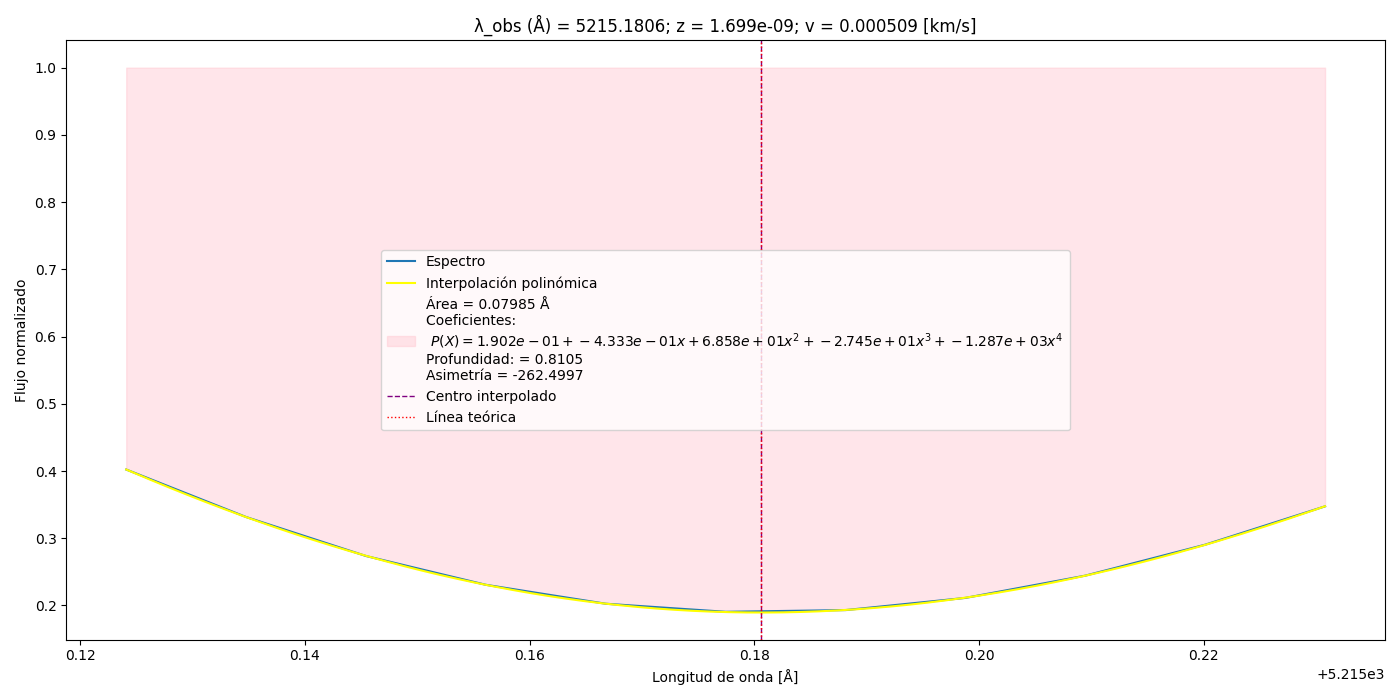 λ_obs (Å) = 5215.1806; z = 1.699e-09; v = 0.000509 [km/s]
Flujo normalizado
1.0
0.9
0.8
0.7
0.6
0.5
0.4
0.3
0.2
Espectro
Interpolación polinómica
Área = 0.07985 Å
Coeficientes:
P(X) = 1.902e − 01 + −4.333e − 01x + 6.858e + 01x² + −2.745e + 01x³ + −1.287e + 03x⁴
Profundidad: = 0.8105
Asimetría = -262.4997
Centro interpolado
Línea teórica
0.12 0.14 0.16 0.18 0.20 0.22
+5.215e3
Longitud de onda [Å]